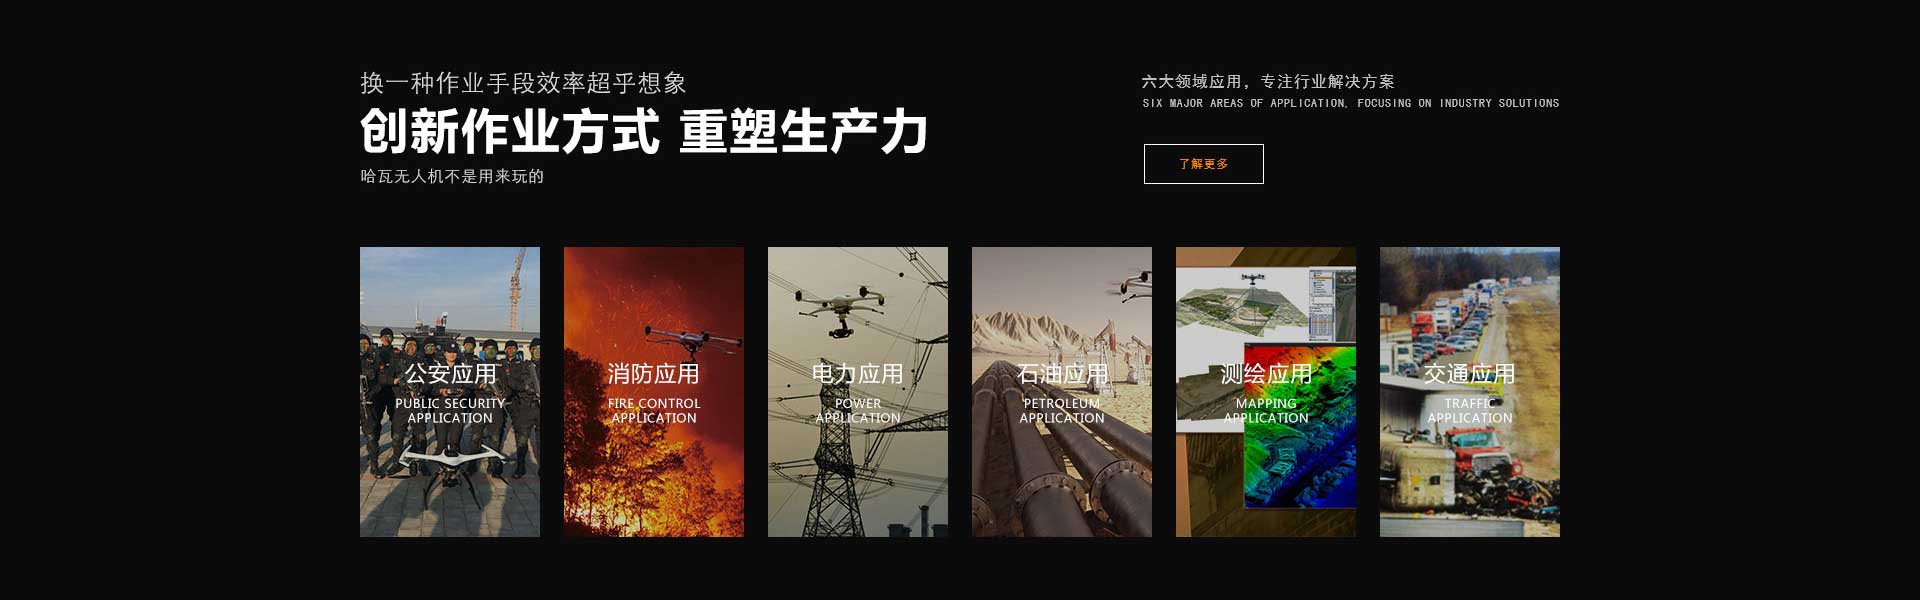 换一种作业手段效率超乎想象
创新作业方式 重塑生产力
哈瓦无人机不是用来玩的
六大领域应用，专注行业解决方案
SIX MAJOR AREAS OF APPLICATION, FOCUSING ON INDUSTRY SOLUTIONS
了解更多
公安应用
PUBLIC SECURITY
APPLICATION
消防应用
FIRE CONTROL
APPLICATION
电力应用
POWER
APPLICATION
石油应用
PETROLEUM
APPLICATION
测绘应用
MAPPING
APPLICATION
交通应用
TRAFFIC
APPLICATION